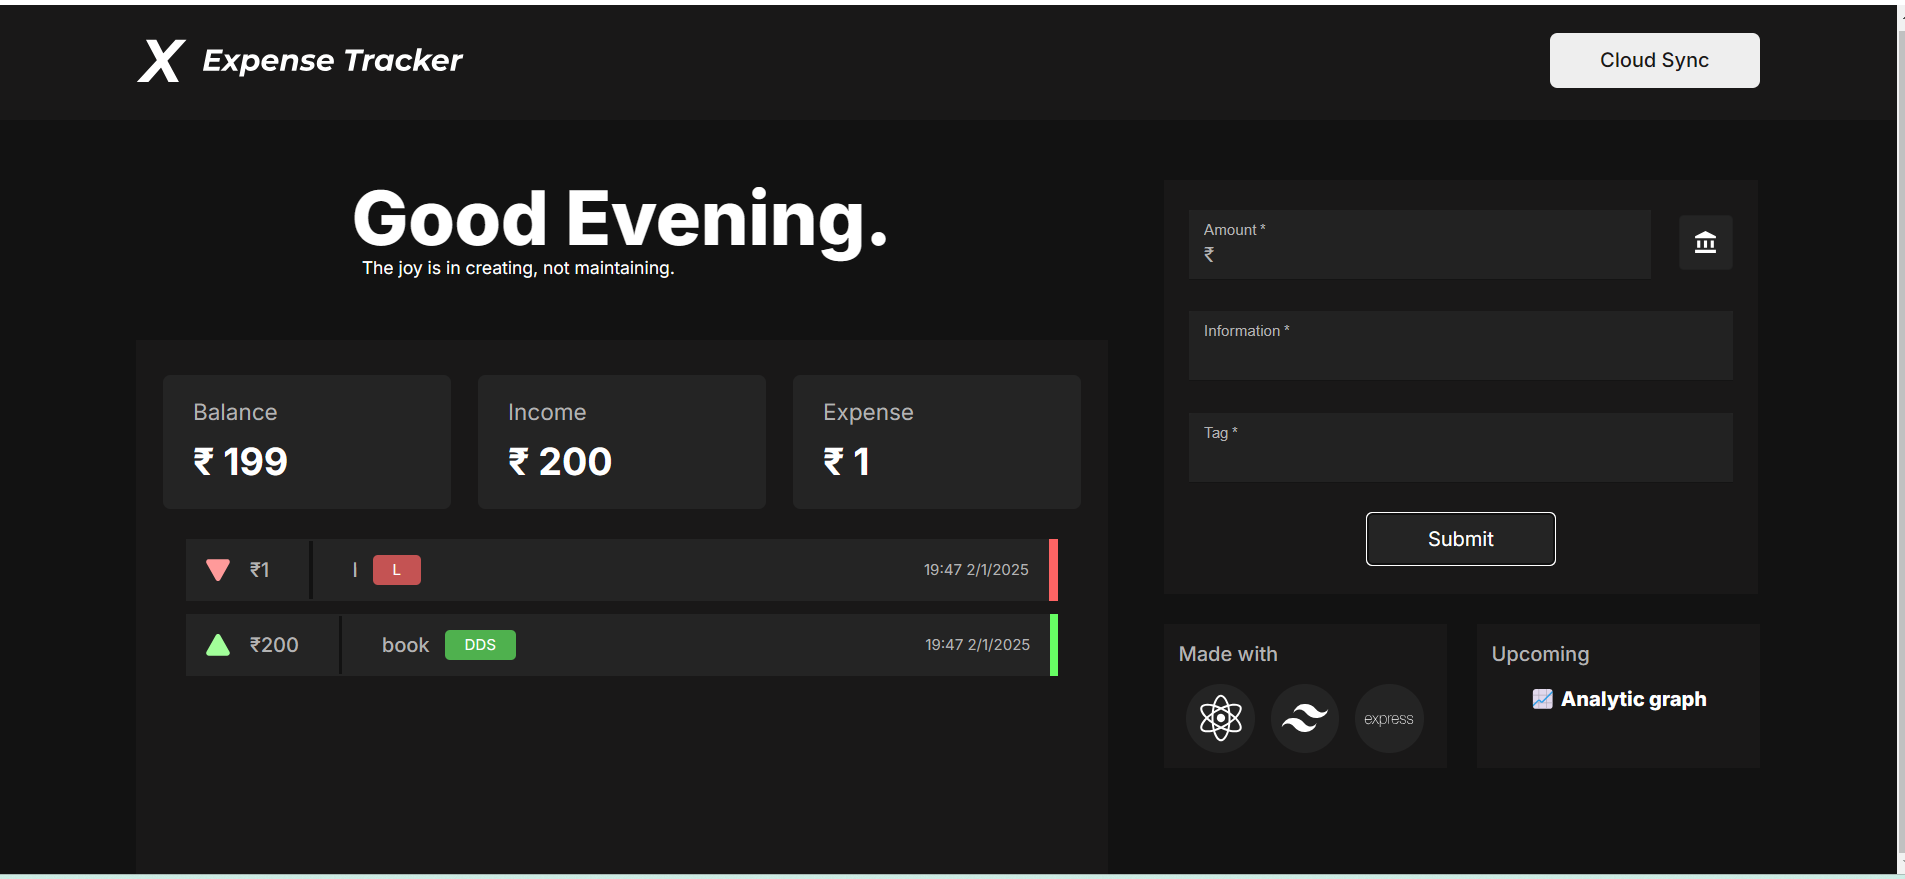 X Expense Tracker
Cloud Sync
Good Evening.
The joy is in creating, not maintaining.
Balance
₹ 199
Income
₹ 200
Expense
₹ 1
₹1 l L 19:47 2/1/2025
₹200 book DDS 19:47 2/1/2025
Amount *
₹
Information *
Tag *
Submit
Made with
express
Upcoming
📈 Analytic graph